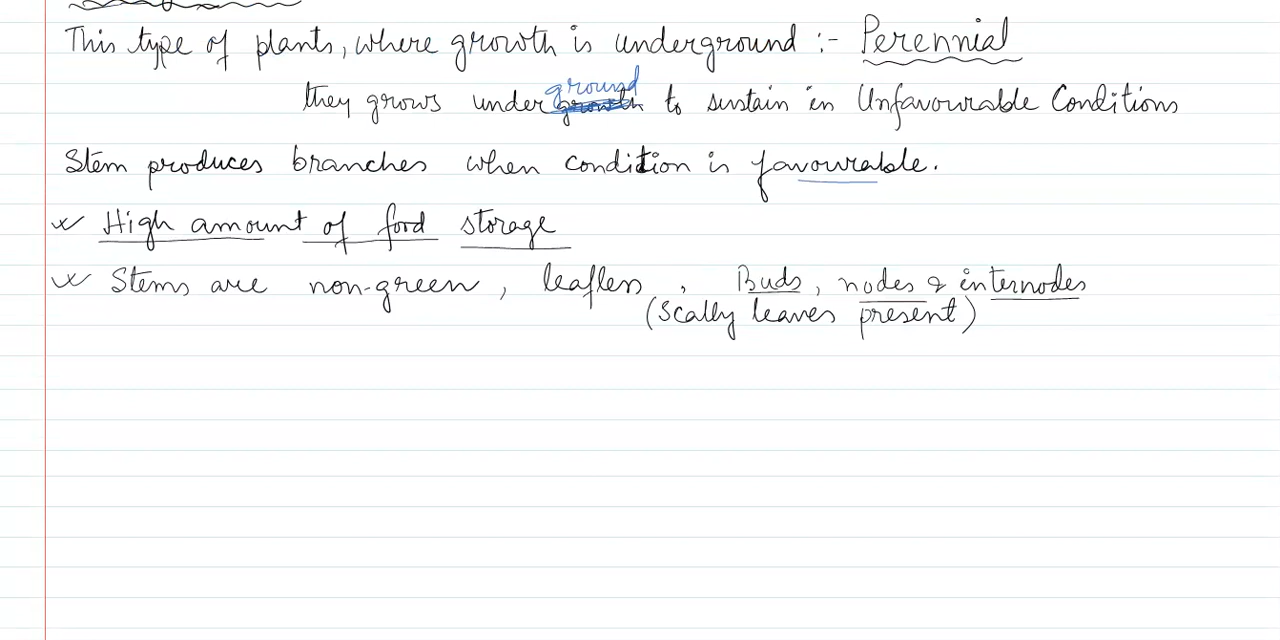 This type of plants, where growth is underground :- Perennial
they grows underground to sustain in Unfavourable Conditions
Stem produces branches when condition is favourable.
High amount of food storage
Stems are non-green, leafless, Buds, nodes & internodes
(Scally leaves present)